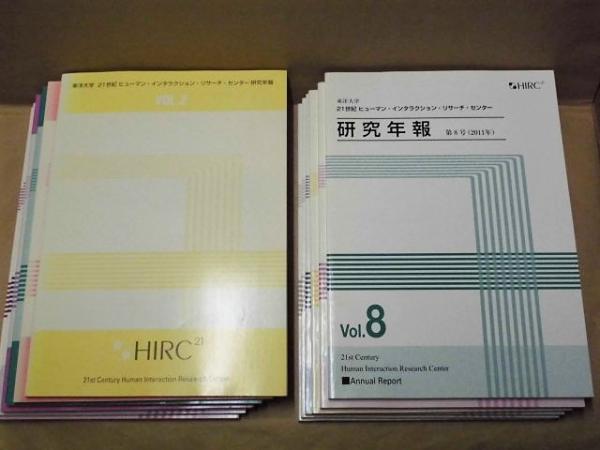 東洋大学 21世紀 ヒューマン・インタラクション・リサーチ・センター 研究年報
VOL.2
HIRC 21
21st Century Human Interaction Research Center
HIRC 21
東洋大学
21世紀 ヒューマン・インタラクション・リサーチ・センター
研究年報 第8号(2011年)
Vol.8
21st Century
Human Interaction Research Center
■Annual Report